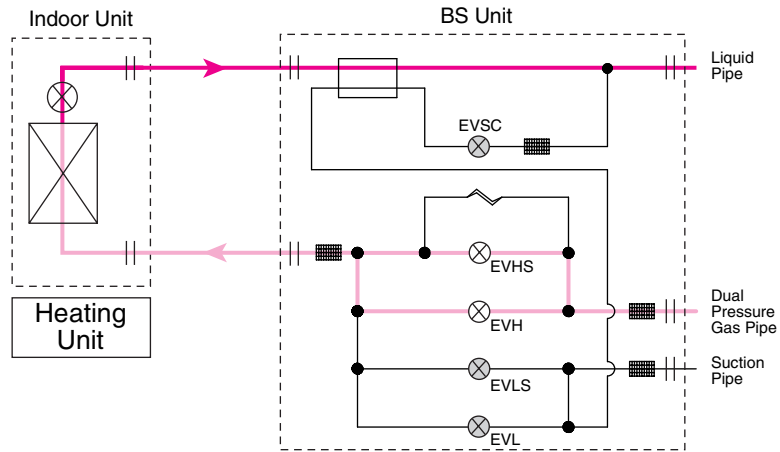 Indoor Unit
BS Unit
Liquid
Pipe
EVSC
EVHS
Heating
Unit
EVH
Dual
Pressure
Gas Pipe
EVLS
Suction
Pipe
EVL